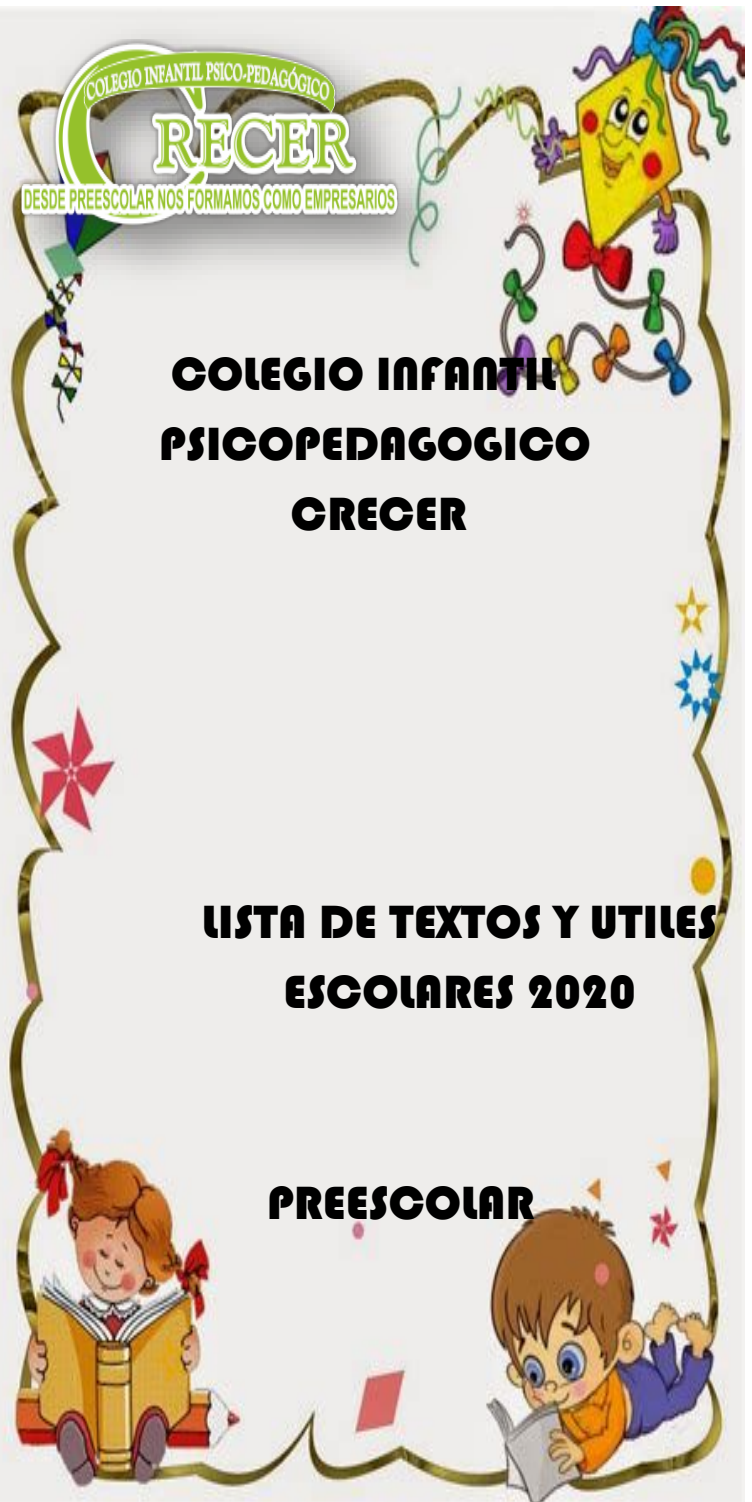 COLEGIO INFANTIL PSICO-PEDAGÓGICO
CRECER
DESDE PREESCOLAR NOS FORMAMOS COMO EMPRESARIOS
COLEGIO INFANTIL
PSICOPEDAGOGICO
CRECER
LISTA DE TEXTOS Y UTILES
ESCOLARES 2020
PREESCOLAR